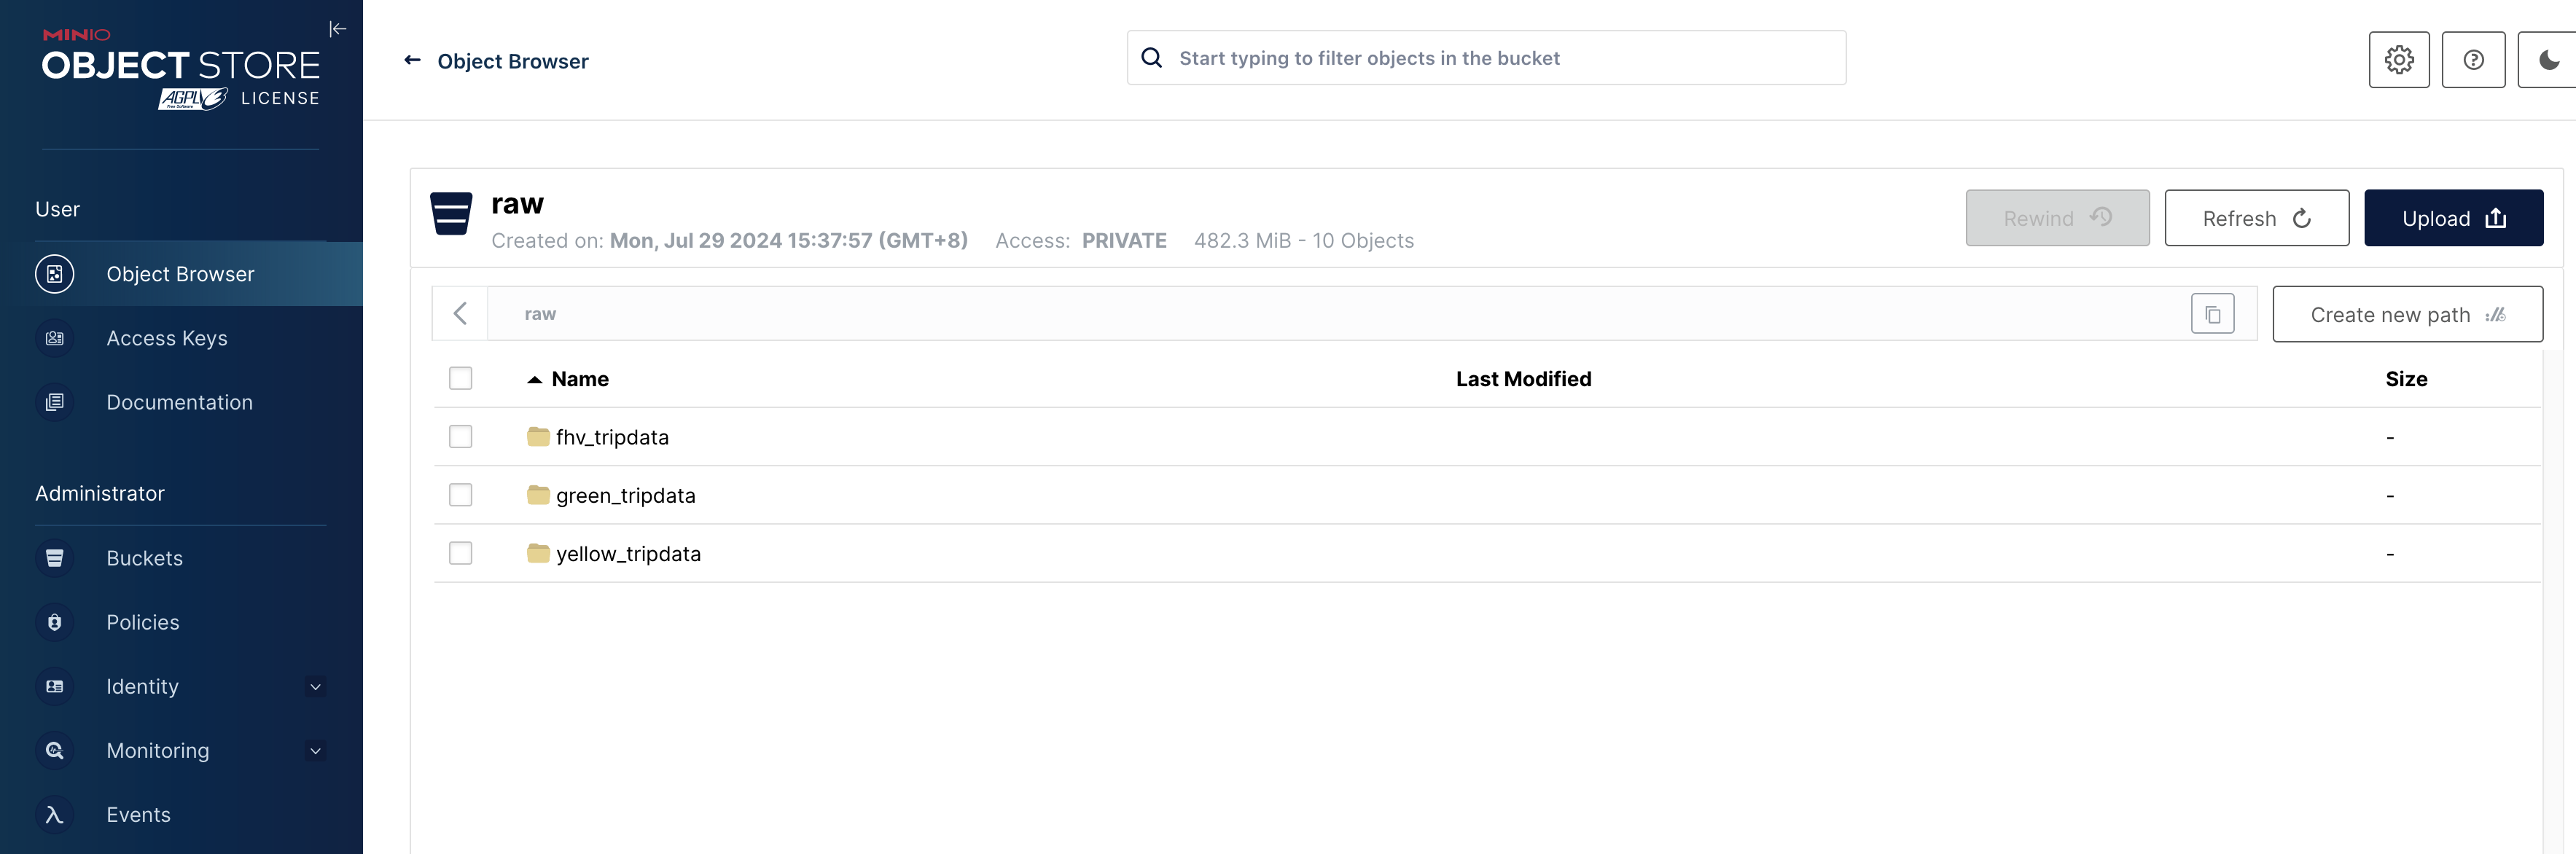 MINIO
OBJECT STORE
AGPL v3 LICENSE
Free Software
User
Object Browser
Access Keys
Documentation
Administrator
Buckets
Policies
Identity
Monitoring
Events
Object Browser
Start typing to filter objects in the bucket
raw
Created on: Mon, Jul 29 2024 15:37:57 (GMT+8) Access: PRIVATE 482.3 MiB - 10 Objects
Rewind Refresh Upload
raw
Create new path
Name Last Modified Size
fhv_tripdata -
green_tripdata -
yellow_tripdata -